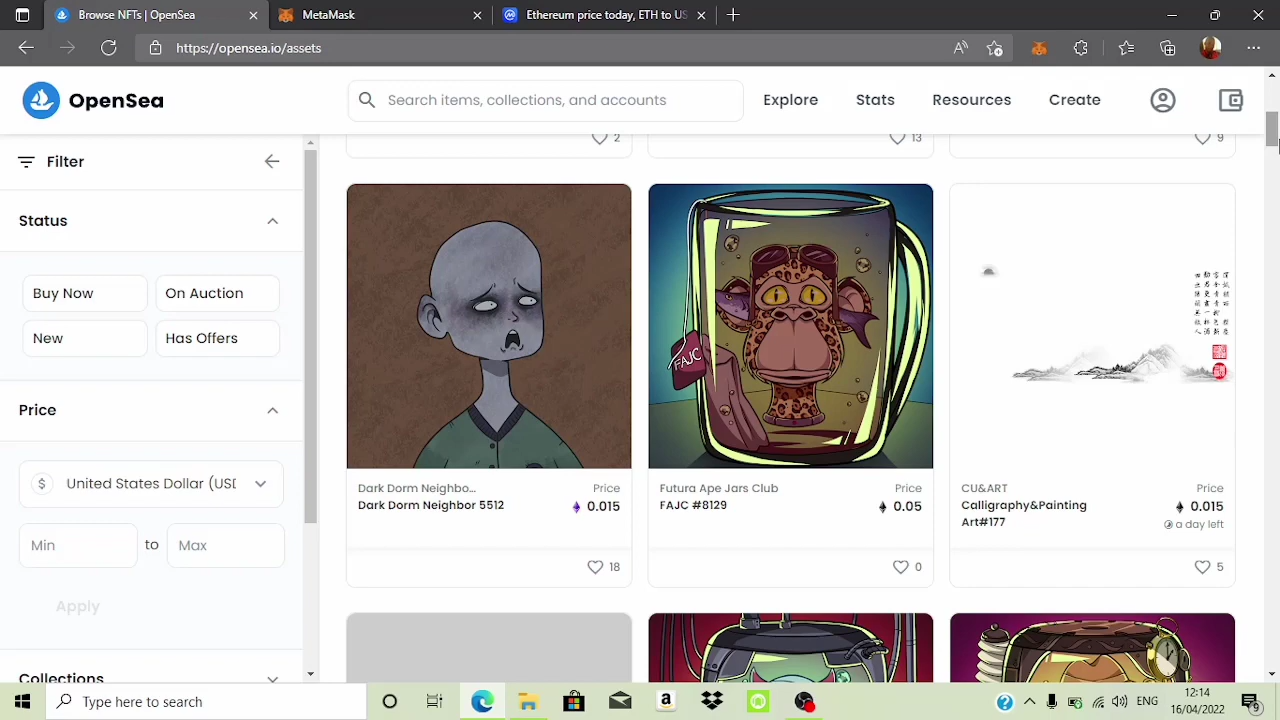 Browse NFTs | OpenSea
MetaMask
Ethereum price today, ETH to US
https://opensea.io/assets
OpenSea
Search items, collections, and accounts
Explore
Stats
Resources
Create
Filter
2
13
9
Status
Buy Now
On Auction
New
Has Offers
Price
$ United States Dollar (USD
Min
to
Max
Apply
Collections
FAJC
Dark Dorm Neighbo...
Price
Dark Dorm Neighbor 5512
0.015
18
Futura Ape Jars Club
Price
FAJC #8129
0.05
0
CU&ART
Price
Calligraphy&Painting
Art#177
0.015
a day left
5
Type here to search
ENG
12:14
16/04/2022
9